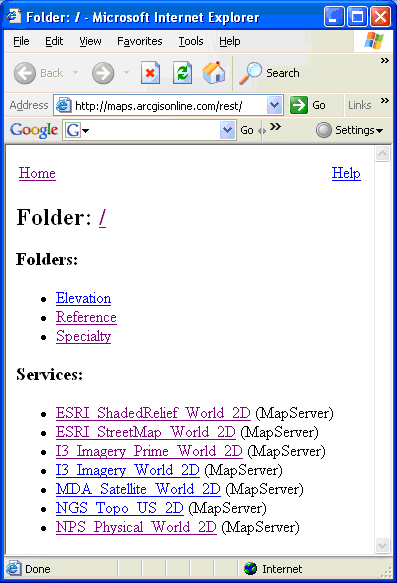 Folder: / - Microsoft Internet Explorer
File Edit View Favorites Tools Help
Back Search
Address http://maps.arcgisonline.com/rest/ Go Links
Google G Go Settings
Home Help
Folder: /
Folders:
Elevation
Reference
Specialty
Services:
ESRI_ShadedRelief_World_2D (MapServer)
ESRI_StreetMap_World_2D (MapServer)
I3_Imagery_Prime_World_2D (MapServer)
I3_Imagery_World_2D (MapServer)
MDA_Satellite_World_2D (MapServer)
NGS_Topo_US_2D (MapServer)
NPS_Physical_World_2D (MapServer)
Done Internet